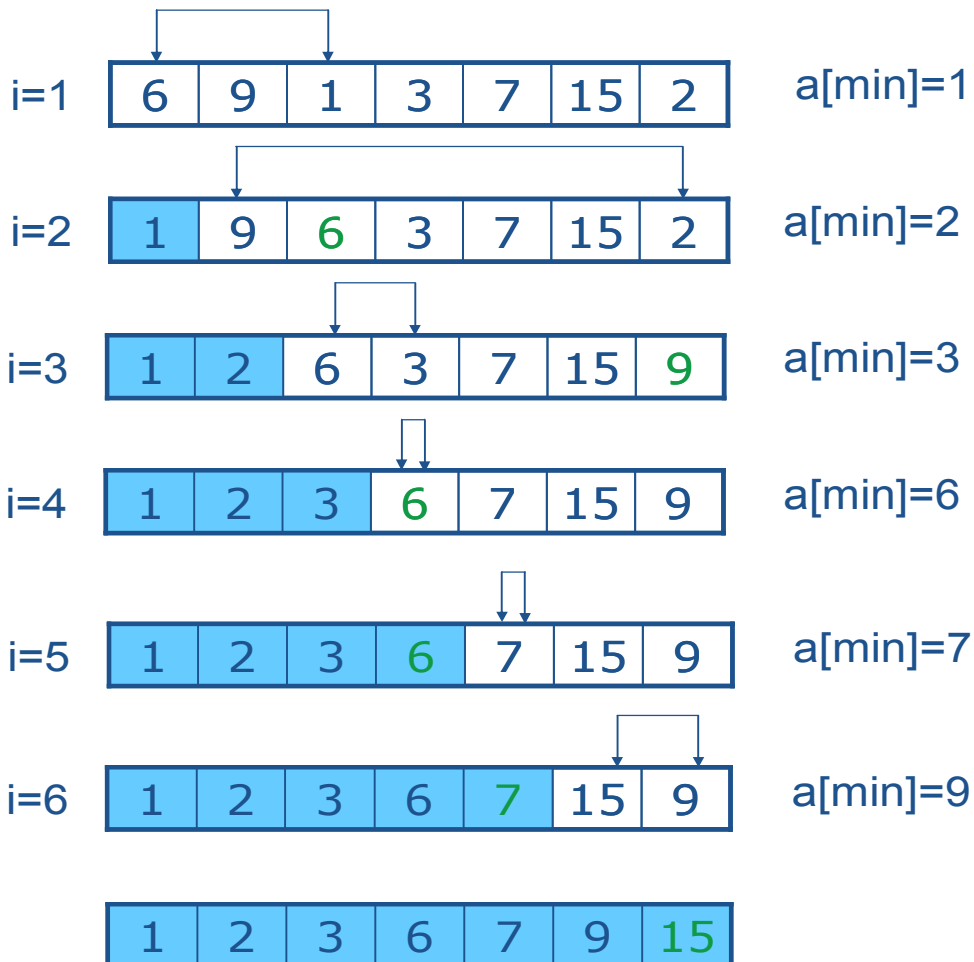 i=1 6 9 1 3 7 15 2 a[min]=1
i=2 1 9 6 3 7 15 2 a[min]=2
i=3 1 2 6 3 7 15 9 a[min]=3
i=4 1 2 3 6 7 15 9 a[min]=6
i=5 1 2 3 6 7 15 9 a[min]=7
i=6 1 2 3 6 7 15 9 a[min]=9
1 2 3 6 7 9 15